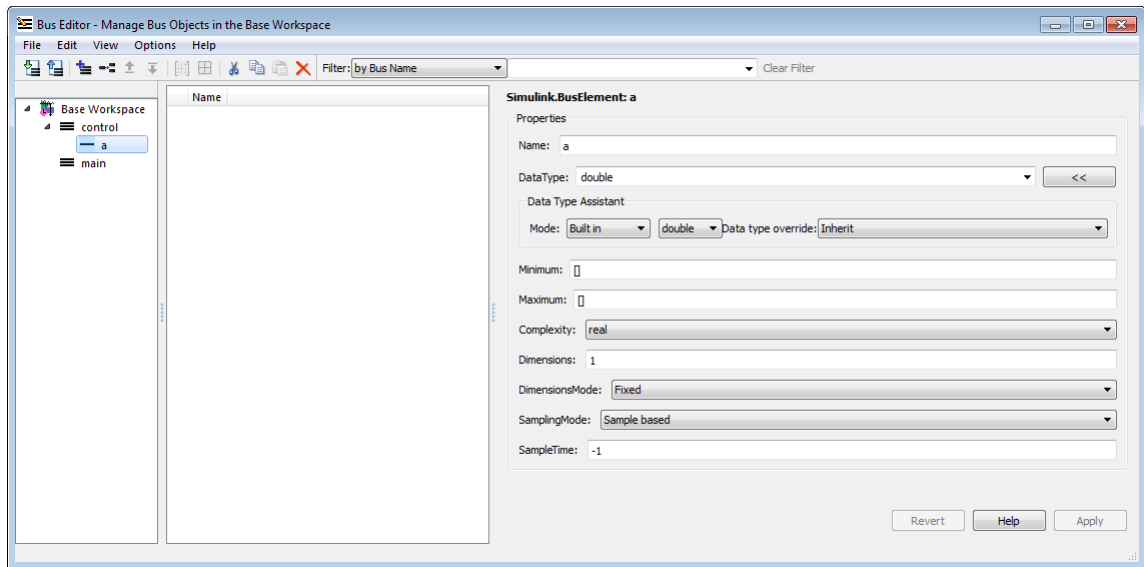 Bus Editor - Manage Bus Objects in the Base Workspace
File Edit View Options Help
Filter: by Bus Name Clear Filter
Base Workspace
control
a
main
Name
Simulink.BusElement: a
Properties
Name: a
DataType: double <<
Data Type Assistant
Mode: Built in double Data type override: Inherit
Minimum: []
Maximum: []
Complexity: real
Dimensions: 1
DimensionsMode: Fixed
SamplingMode: Sample based
SampleTime: -1
Revert Help Apply